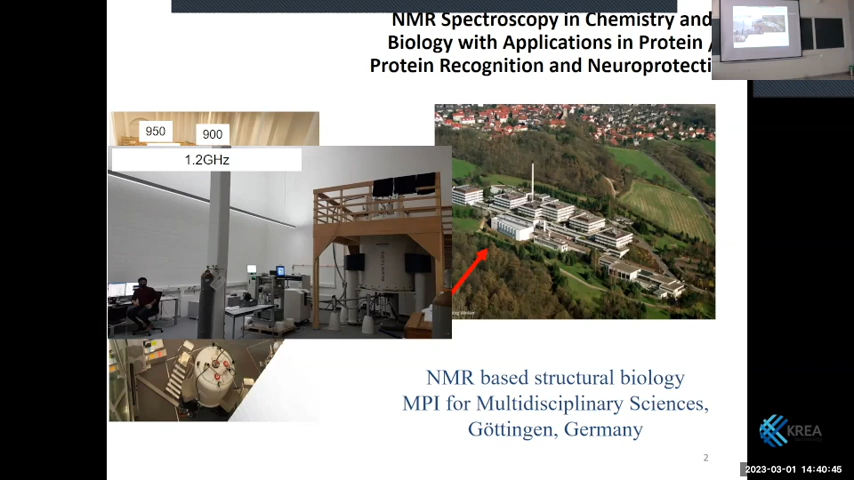 NMR Spectroscopy in Chemistry and
Biology with Applications in Protein
Protein Recognition and Neuroprotecti
950
900
1.2GHz
NMR based structural biology
MPI for Multidisciplinary Sciences,
Göttingen, Germany
2
KREA
2023-03-01 14:40:45